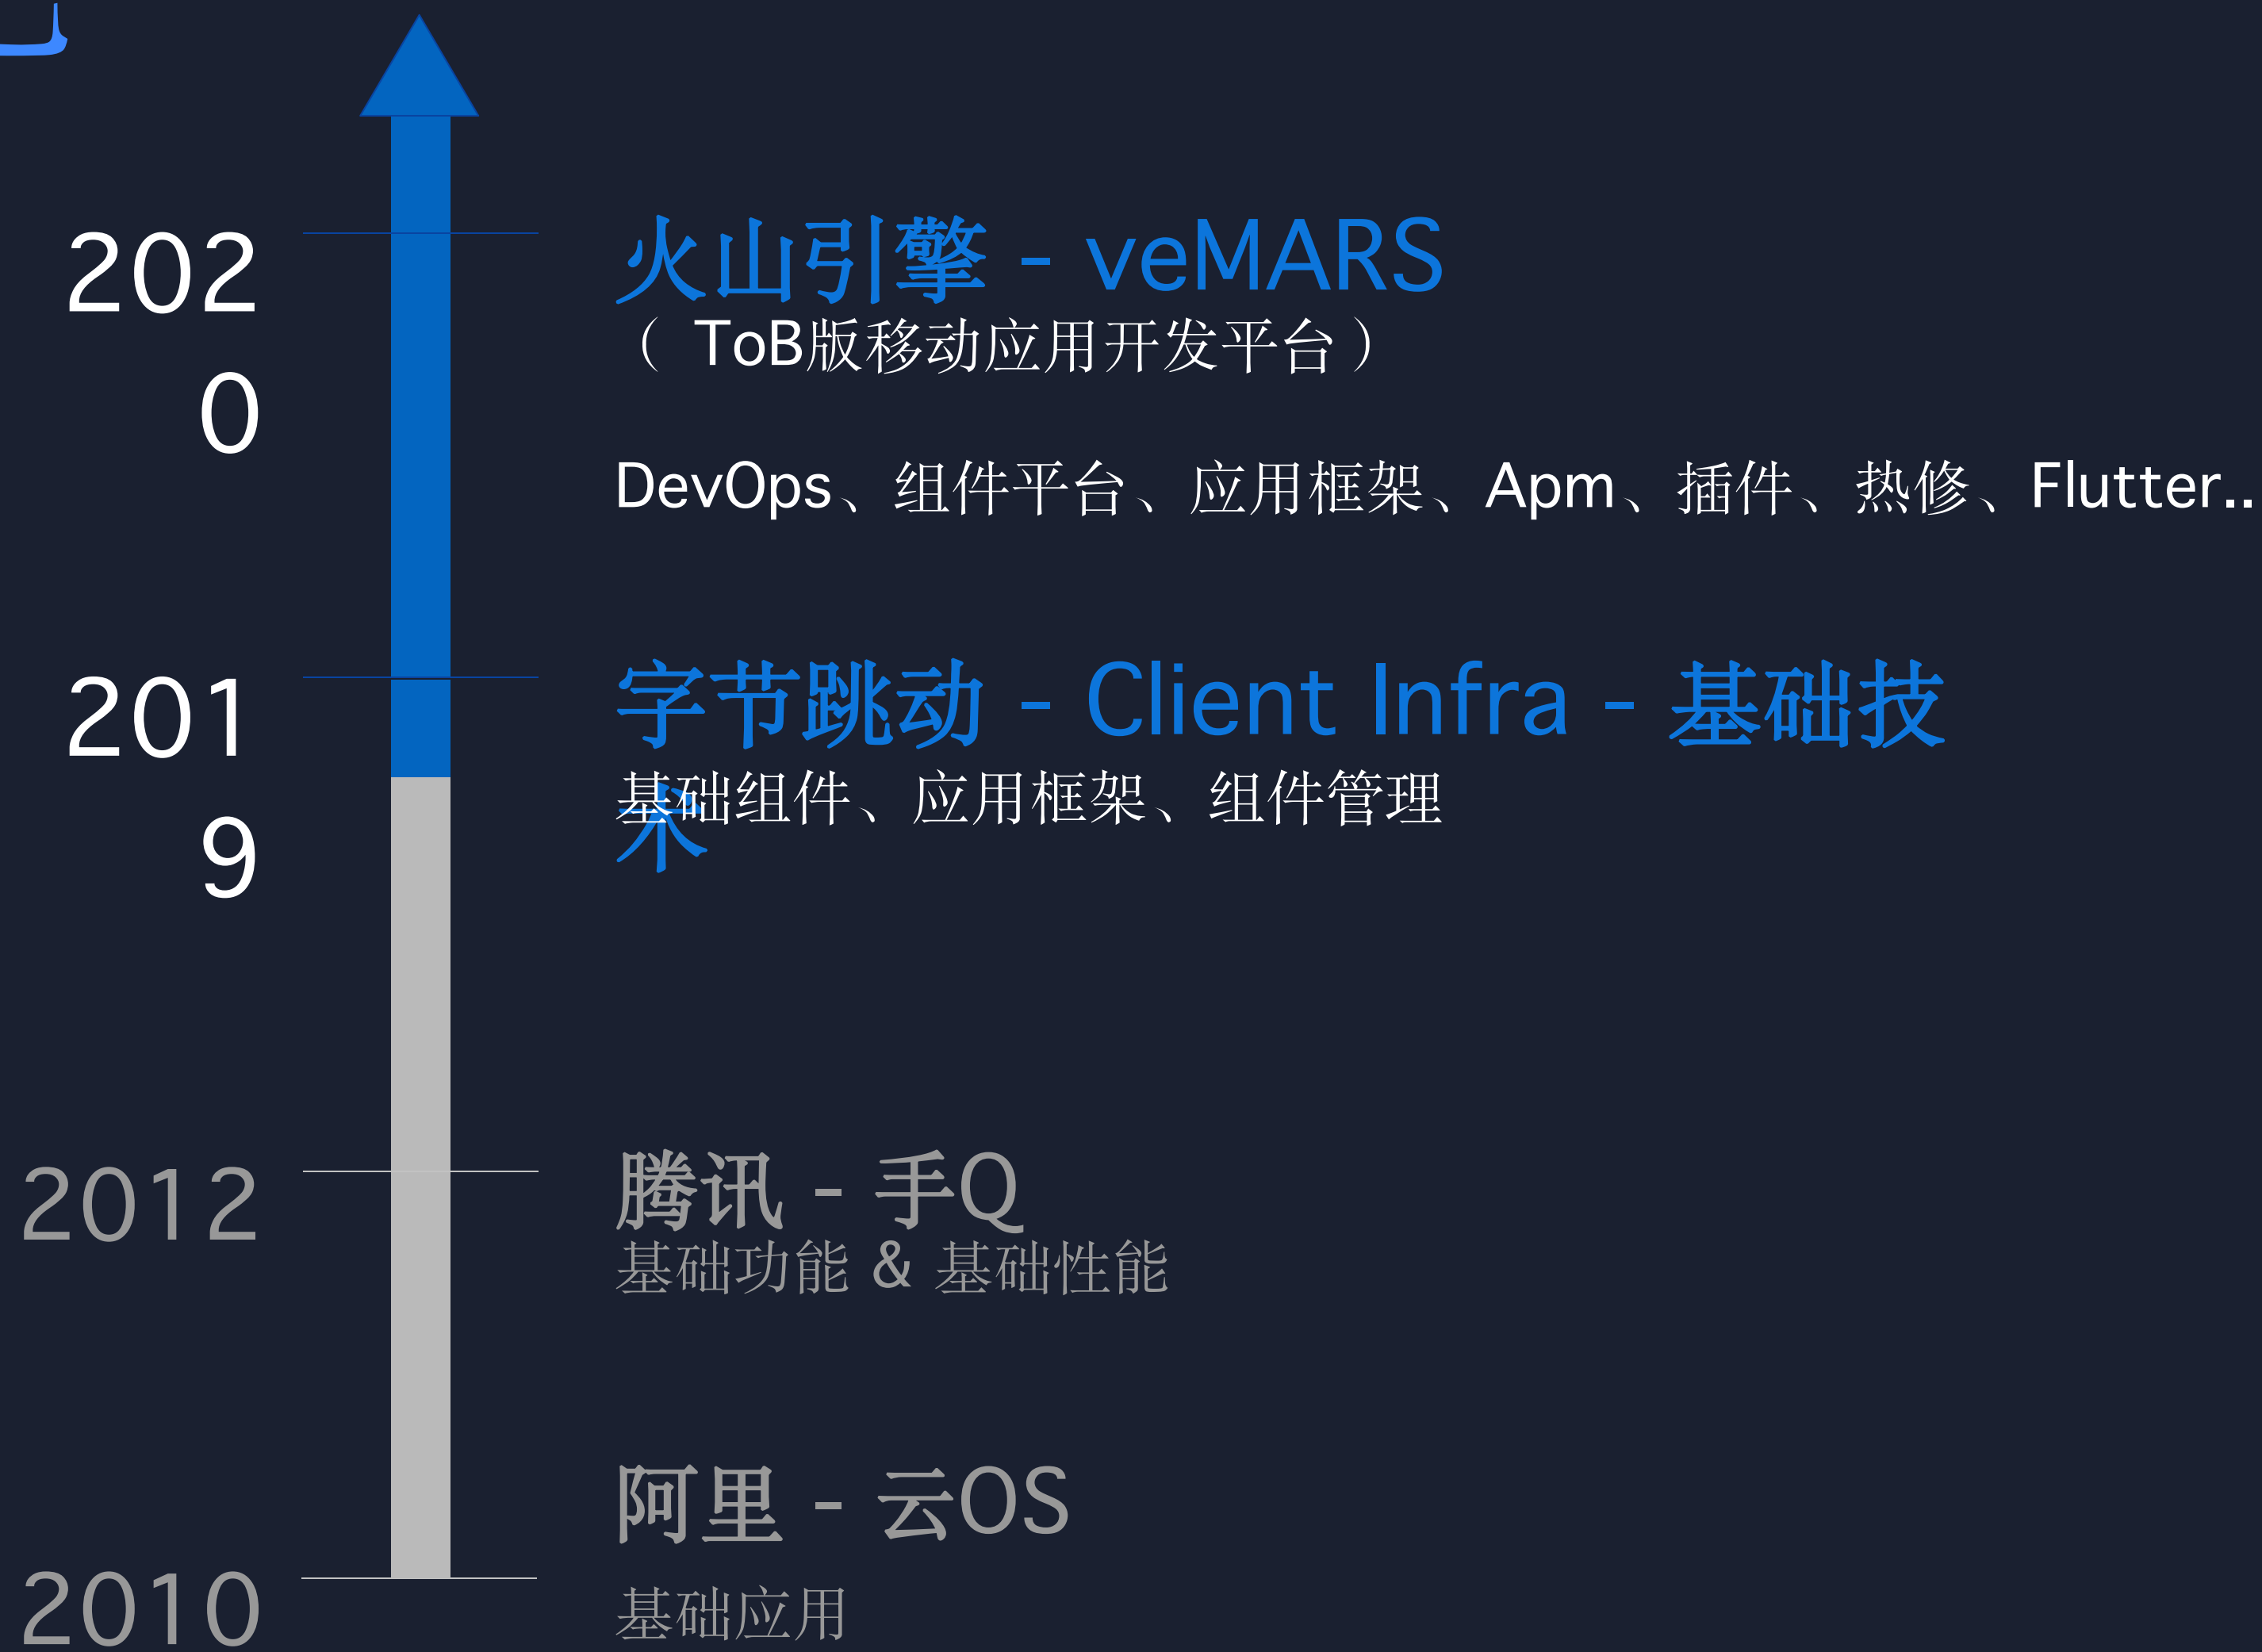 2020
火山引擎 - veMARS
（ ToB版移动应用开发平台）
DevOps、组件平台、应用框架、Apm、插件、热修、Flutter..
2019
字节跳动 - Client Infra - 基础技
术
基础组件、应用框架、组件管理
2012
腾讯 - 手Q
基础功能 & 基础性能
阿里 - 云OS
2010
基础应用